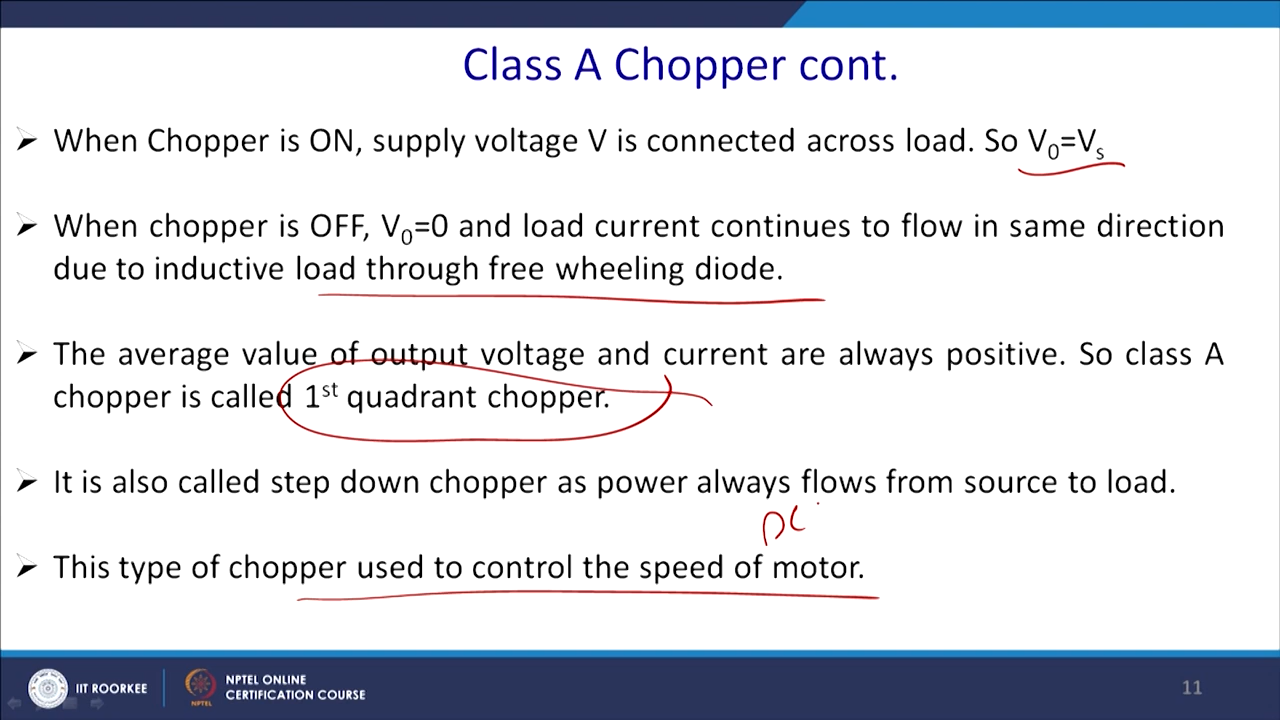 Class A Chopper cont.
➢ When Chopper is ON, supply voltage V is connected across load. So V₀=Vₛ
➢ When chopper is OFF, V₀=0 and load current continues to flow in same direction
due to inductive load through free wheeling diode.
➢ The average value of output voltage and current are always positive. So class A
chopper is called 1ˢᵗ quadrant chopper.
➢ It is also called step down chopper as power always flows from source to load.
DC
➢ This type of chopper used to control the speed of motor.
IIT ROORKEE
NPTEL
NPTEL ONLINE
CERTIFICATION COURSE
11